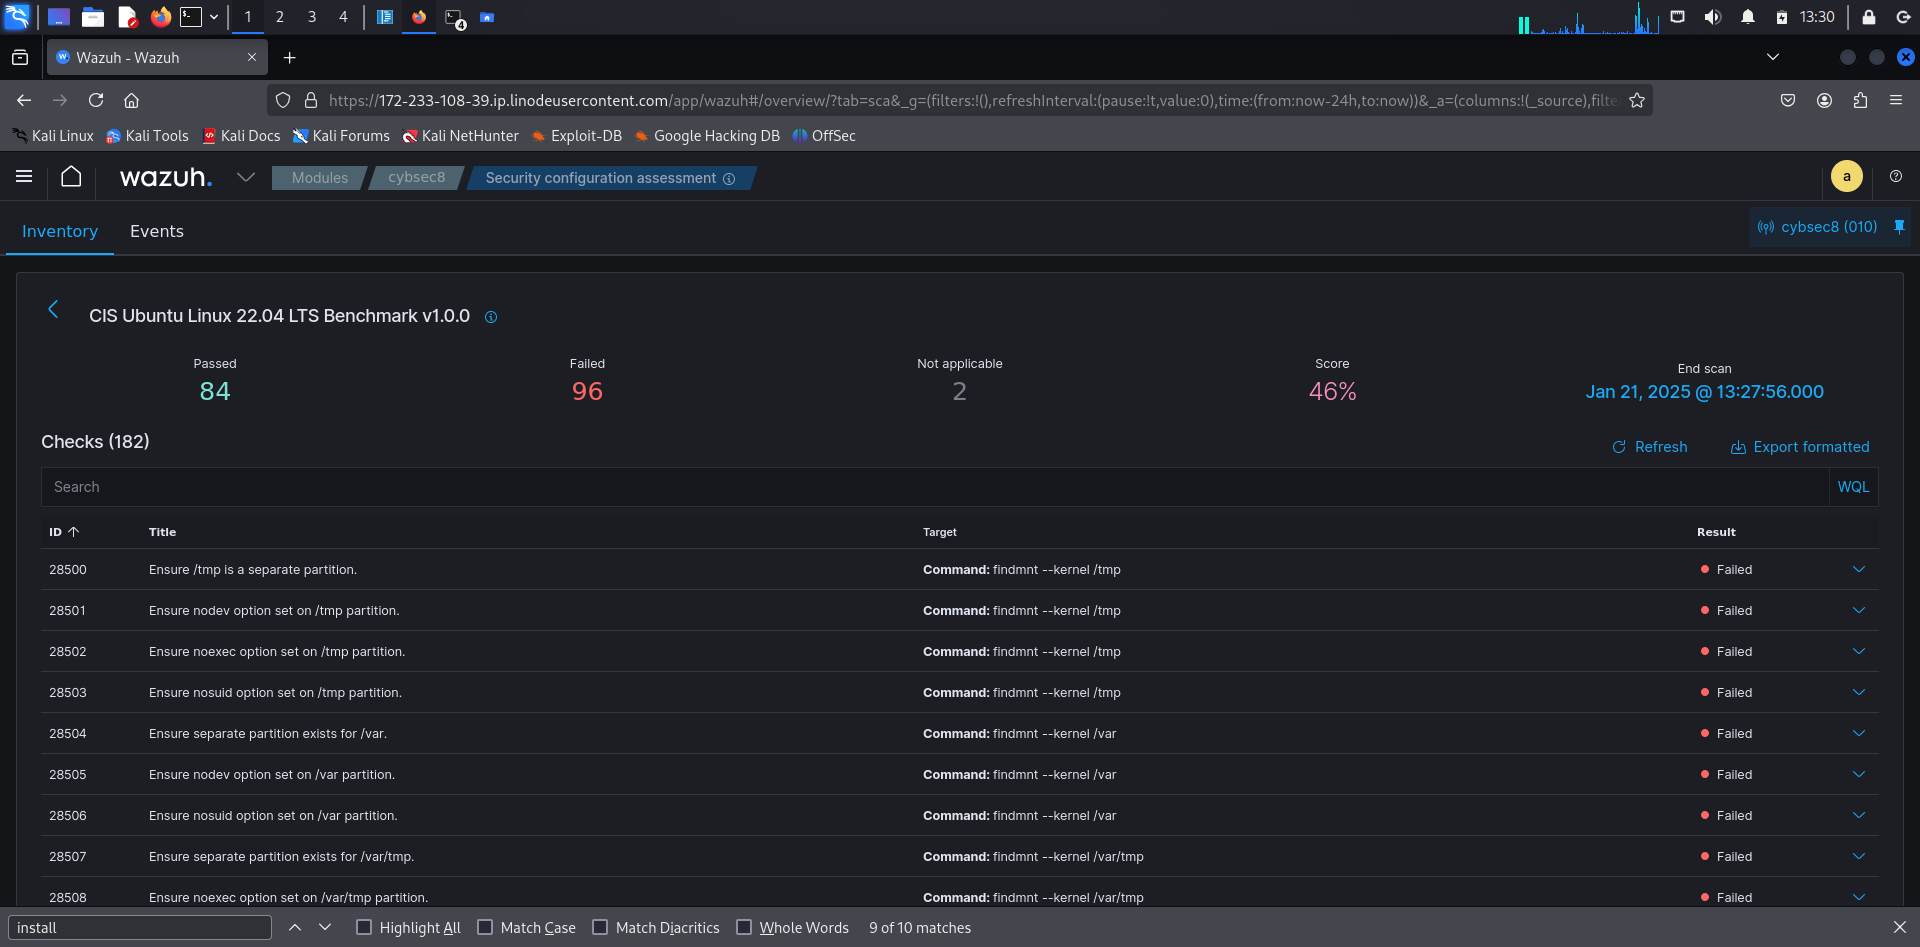 1 2 3 4 4 13:30
Wazuh - Wazuh
https://172-233-108-39.ip.linodeusercontent.com/app/wazuh#/overview/?tab=sca&_g=(filters:!(),refreshInterval:(pause:!t,value:0),time:(from:now-24h,to:now))&_a=(columns:!(_source),filte
Kali Linux Kali Tools Kali Docs Kali Forums Kali NetHunter Exploit-DB Google Hacking DB OffSec
wazuh. Modules cybsec8 Security configuration assessment a
Inventory Events cybsec8 (010)
CIS Ubuntu Linux 22.04 LTS Benchmark v1.0.0
Passed Failed Not applicable Score End scan
84 96 2 46% Jan 21, 2025 @ 13:27:56.000
Checks (182) Refresh Export formatted
Search WQL
ID Title Target Result
28500 Ensure /tmp is a separate partition. Command: findmnt --kernel /tmp Failed
28501 Ensure nodev option set on /tmp partition. Command: findmnt --kernel /tmp Failed
28502 Ensure noexec option set on /tmp partition. Command: findmnt --kernel /tmp Failed
28503 Ensure nosuid option set on /tmp partition. Command: findmnt --kernel /tmp Failed
28504 Ensure separate partition exists for /var. Command: findmnt --kernel /var Failed
28505 Ensure nodev option set on /var partition. Command: findmnt --kernel /var Failed
28506 Ensure nosuid option set on /var partition. Command: findmnt --kernel /var Failed
28507 Ensure separate partition exists for /var/tmp. Command: findmnt --kernel /var/tmp Failed
28508 Ensure noexec option set on /var/tmp partition. Command: findmnt --kernel /var/tmp Failed
install Highlight All Match Case Match Diacritics Whole Words 9 of 10 matches